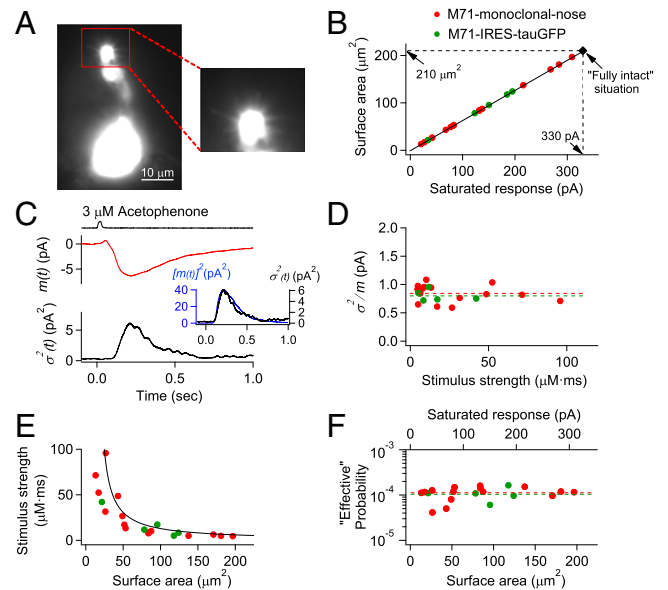 A
10 μm
B
M71-monoclonal-nose
M71-IRES-tauGFP
Surface area (μm²)
200
100
0
210 μm²
"Fully intact"
situation
330 pA
0 100 200 300
Saturated response (pA)
C
3 μM Acetophenone
m(t) (pA)
0
-5
[m(t)]² (pA²)
σ²(t) (pA²)
40
20
0
6
4
2
0
0.0 0.5 1.0
σ²(t) (pA²)
5
0
0.0 0.5 1.0
Time (sec)
D
σ²/m (pA)
2.0
1.5
1.0
0.5
0.0
0 50 100
Stimulus strength (μM·ms)
E
Stimulus strength
(μM·ms)
100
50
0
0 50 100 150 200
Surface area (μm²)
F
Saturated response (pA)
0 100 200 300
"Effective"
Probability
10⁻³
10⁻⁴
10⁻⁵
0 50 100 150 200
Surface area (μm²)